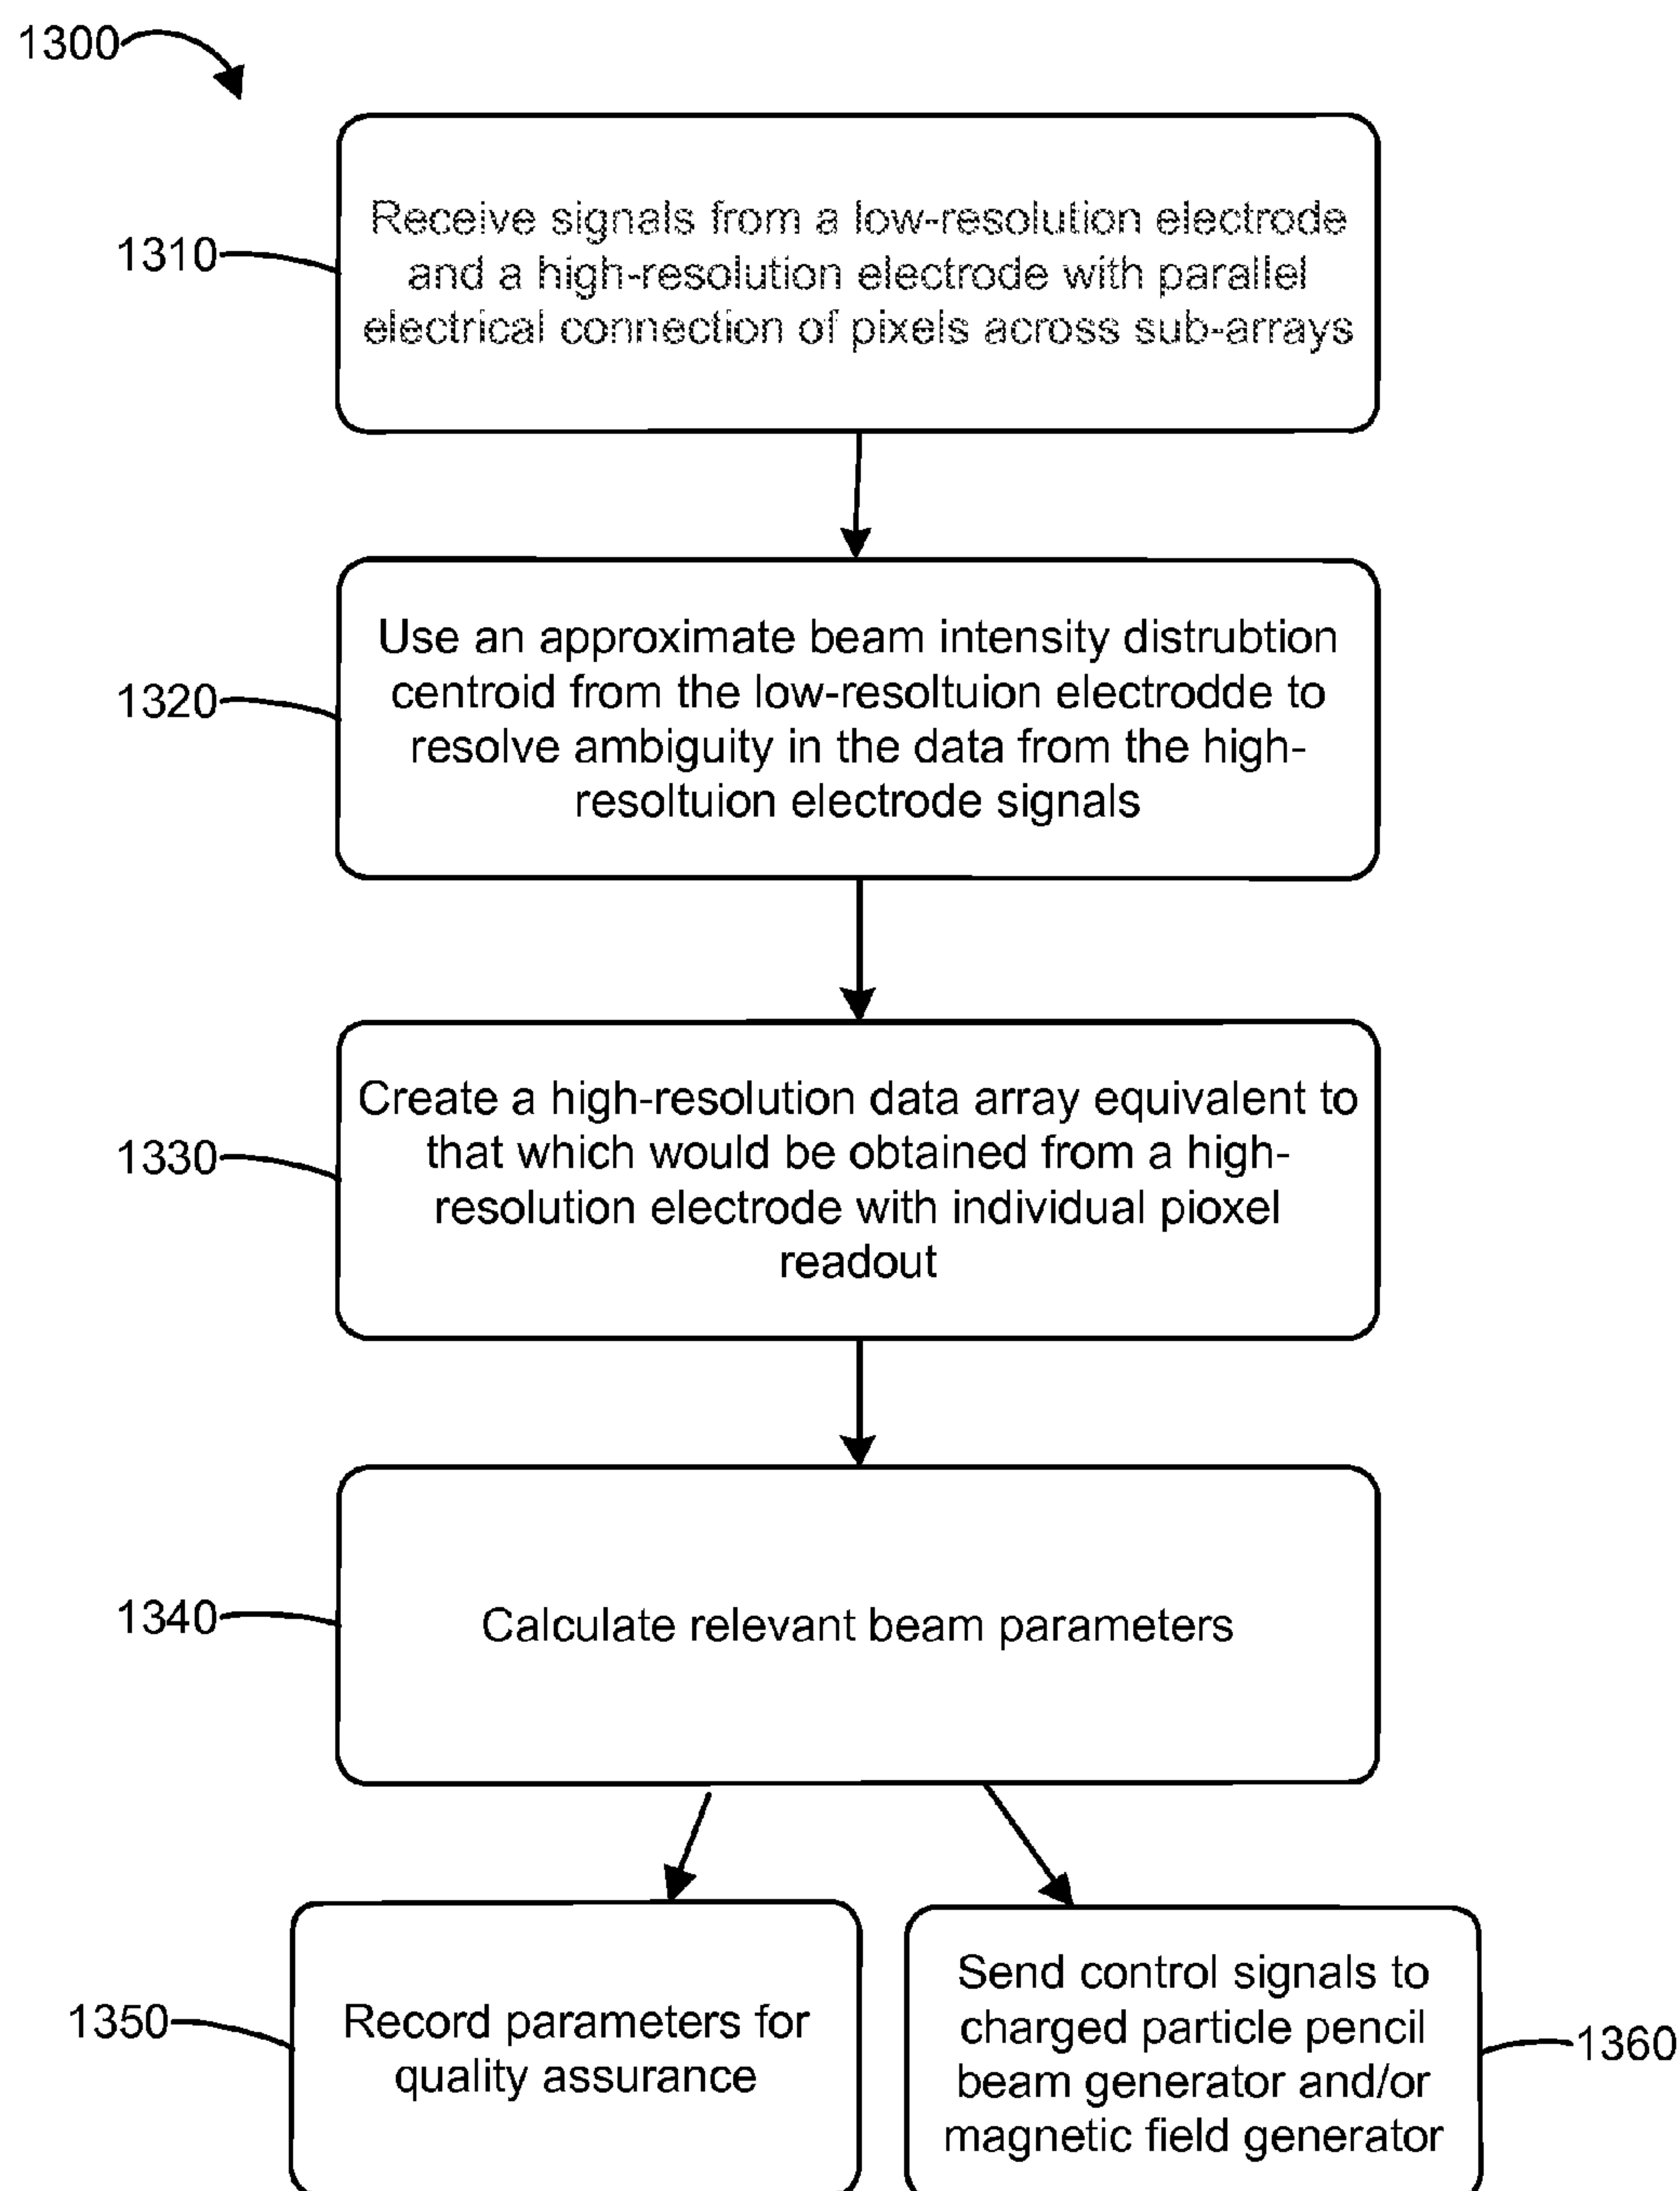 1300
1310
Receive signals from a low-resolution electrode
and a high-resolution electrode with parallel
electrical connection of pixels across sub-arrays
1320
Use an approximate beam intensity distrubtion
centroid from the low-resoltuion electrodde to
resolve ambiguity in the data from the high-
resoltuion electrode signals
1330
Create a high-resolution data array equivalent to
that which would be obtained from a high-
resolution electrode with individual pioxel
readout
1340
Calculate relevant beam parameters
1350
Record parameters for
quality assurance
Send control signals to
charged particle pencil
beam generator and/or
magnetic field generator
1360